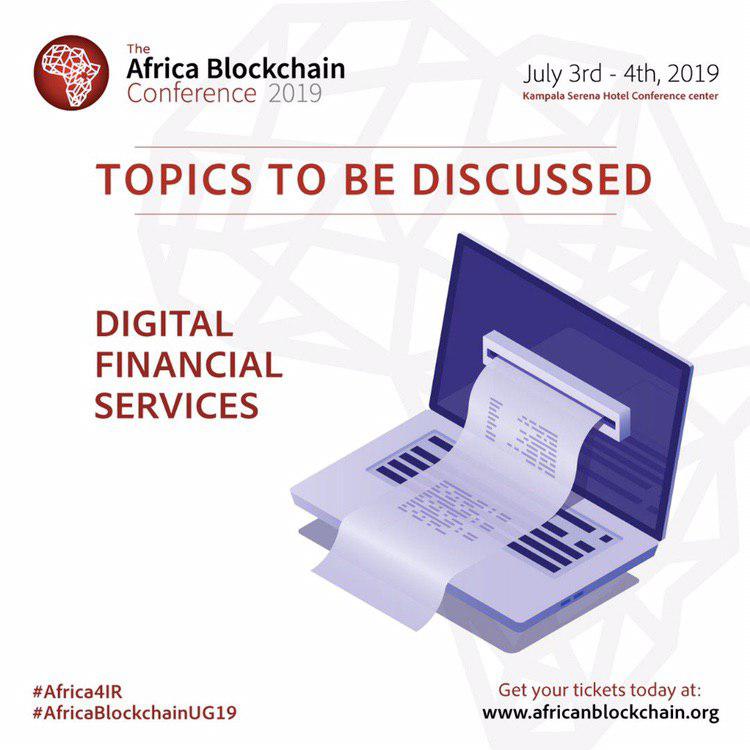 The
Africa Blockchain
Conference 2019
July 3rd - 4th, 2019
Kampala Serena Hotel Conference center
TOPICS TO BE DISCUSSED
DIGITAL
FINANCIAL
SERVICES
#Africa4IR
#AfricaBlockchainUG19
Get your tickets today at:
www.africanblockchain.org